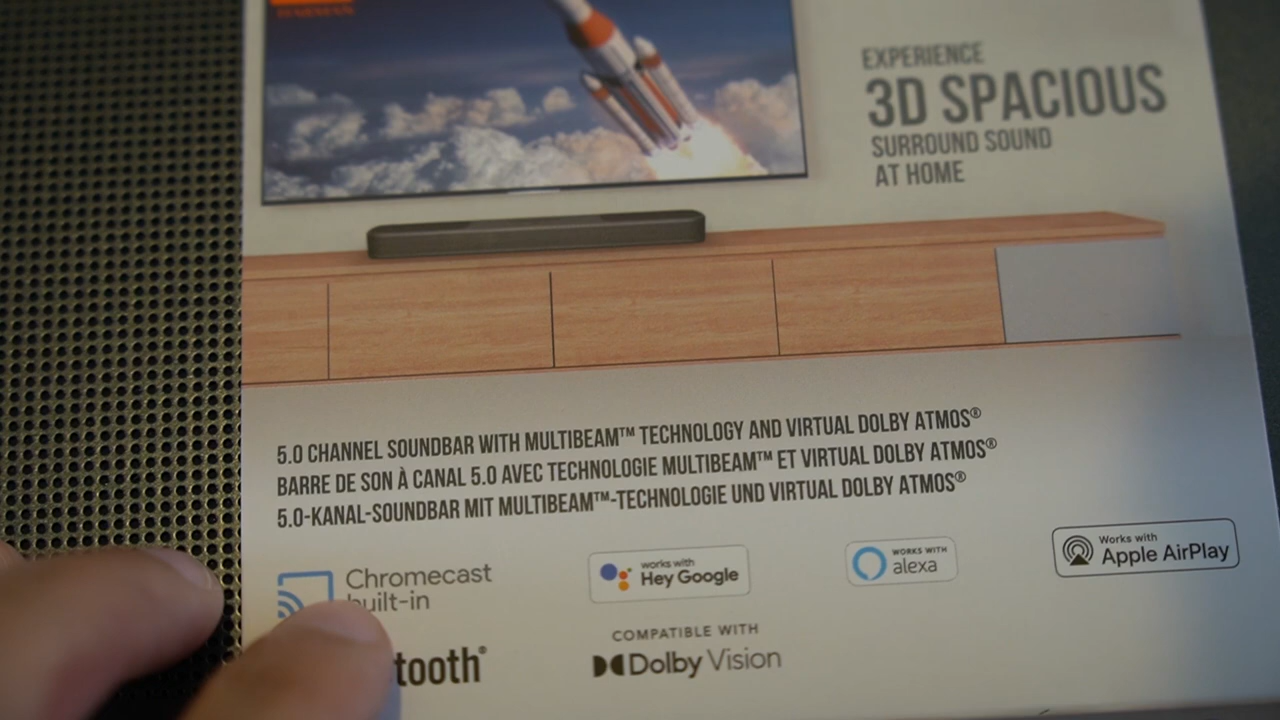 HARMAN
EXPERIENCE
3D SPACIOUS
SURROUND SOUND
AT HOME
5.0 CHANNEL SOUNDBAR WITH MULTIBEAM™ TECHNOLOGY AND VIRTUAL DOLBY ATMOS®
BARRE DE SON À CANAL 5.0 AVEC TECHNOLOGIE MULTIBEAM™ ET VIRTUAL DOLBY ATMOS®
5.0-KANAL-SOUNDBAR MIT MULTIBEAM™-TECHNOLOGIE UND VIRTUAL DOLBY ATMOS®
Chromecast
built-in
works with
Hey Google
WORKS WITH
alexa
Works with
Apple AirPlay
tooth®
COMPATIBLE WITH
Dolby Vision